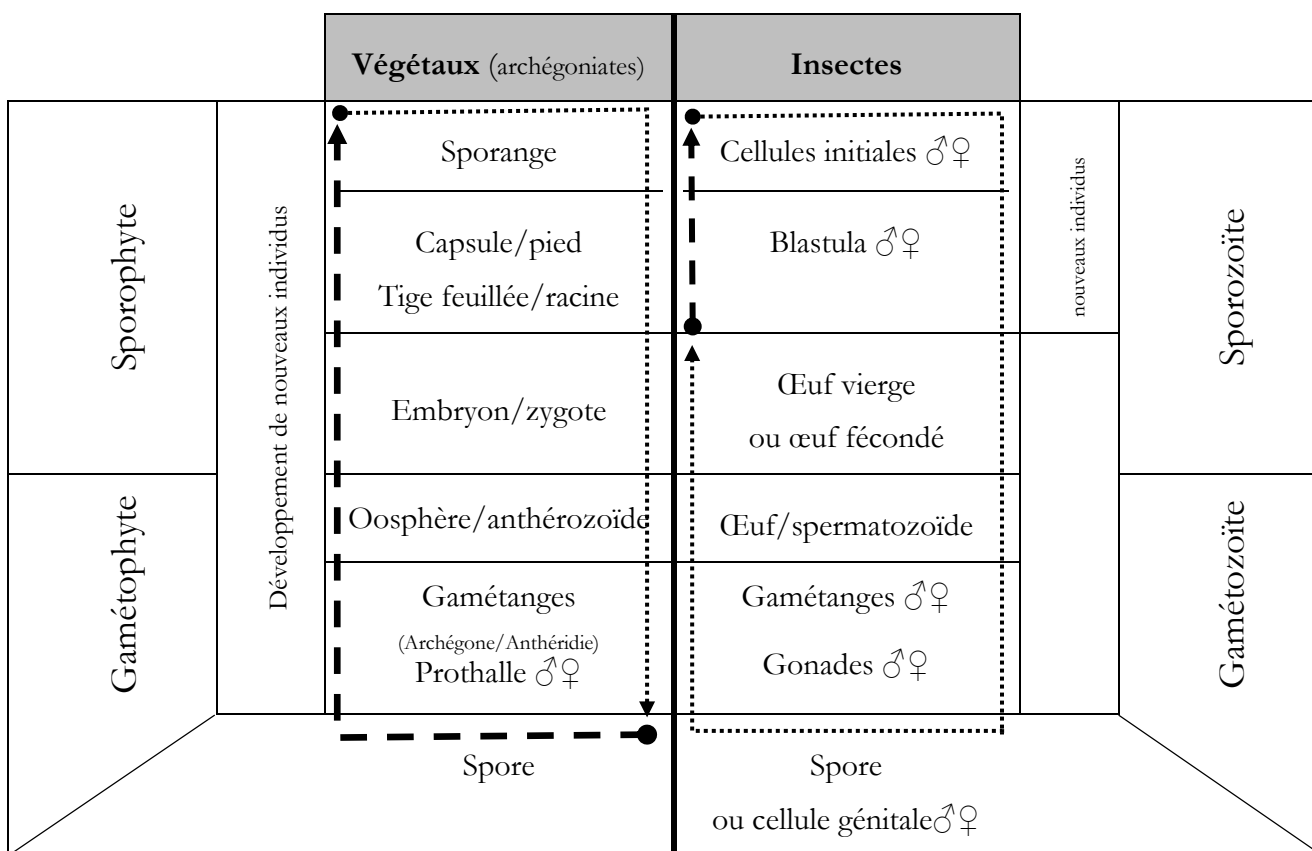 Végétaux (archégoniates)
Insectes
Sporophyte
Développement de nouveaux individus
Sporange
Cellules initiales ♂♀
nouveaux individus
Sporozoïte
Capsule/pied
Tige feuillée/racine
Blastula ♂♀
Embryon/zygote
Œuf vierge
ou œuf fécondé
Gamétophyte
Oosphère/anthérozoïde
Œuf/spermatozoïde
Gamétozoïte
Gamétanges
(Archégone/Anthéridie)
Prothalle ♂♀
Gamétanges ♂♀
Gonades ♂♀
Spore
Spore
ou cellule génitale♂♀